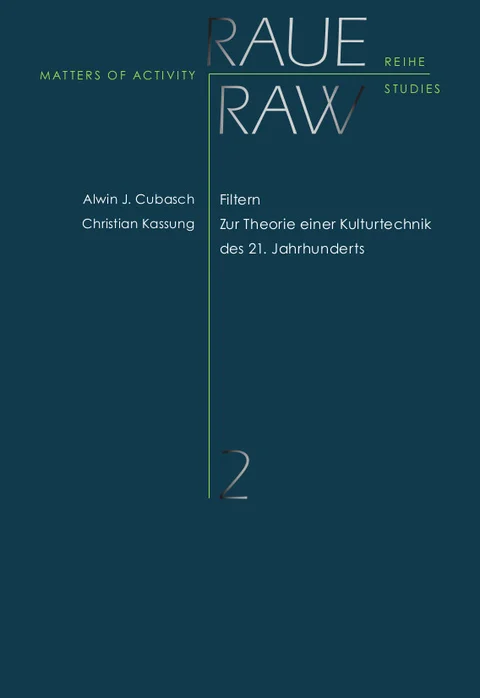 RAUE
REIHE
MATTERS OF ACTIVITY
RAW
STUDIES
Alwin J. Cubasch
Christian Kassung
Filtern
Zur Theorie einer Kulturtechnik
des 21. Jahrhunderts
2